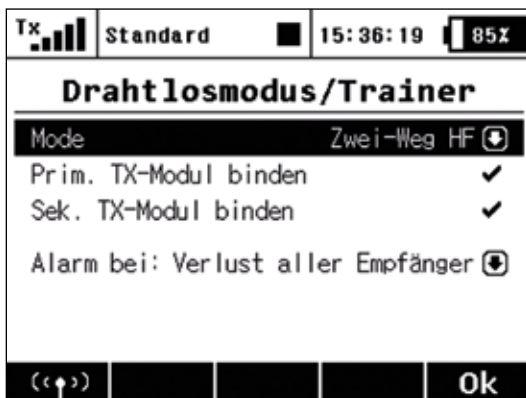 Tx Standard 15:36:19 85%
Drahtlosmodus/Trainer
Mode Zwei-Weg HF
Prim. TX-Modul binden
Sek. TX-Modul binden
Alarm bei: Verlust aller Empfänger
Ok